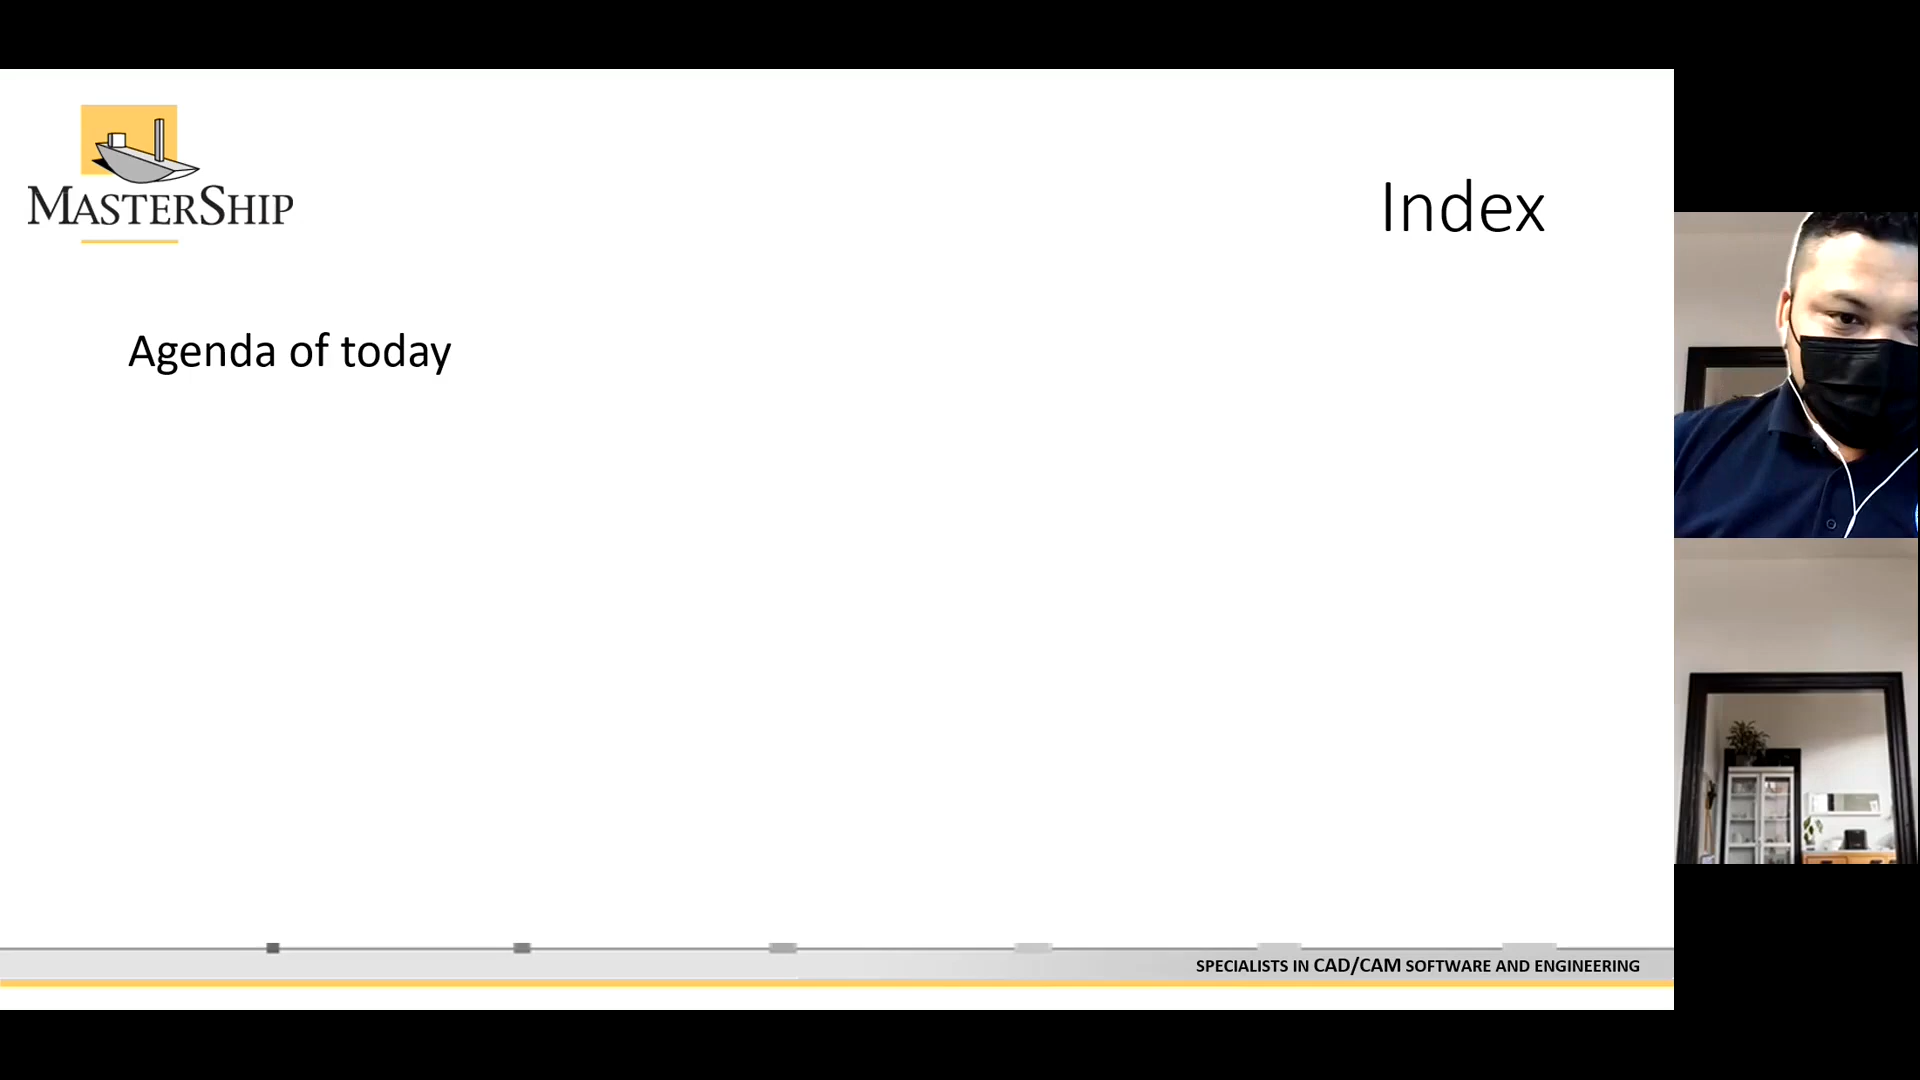 MASTERSHIP
Index
Agenda of today
SPECIALISTS IN CAD/CAM SOFTWARE AND ENGINEERING